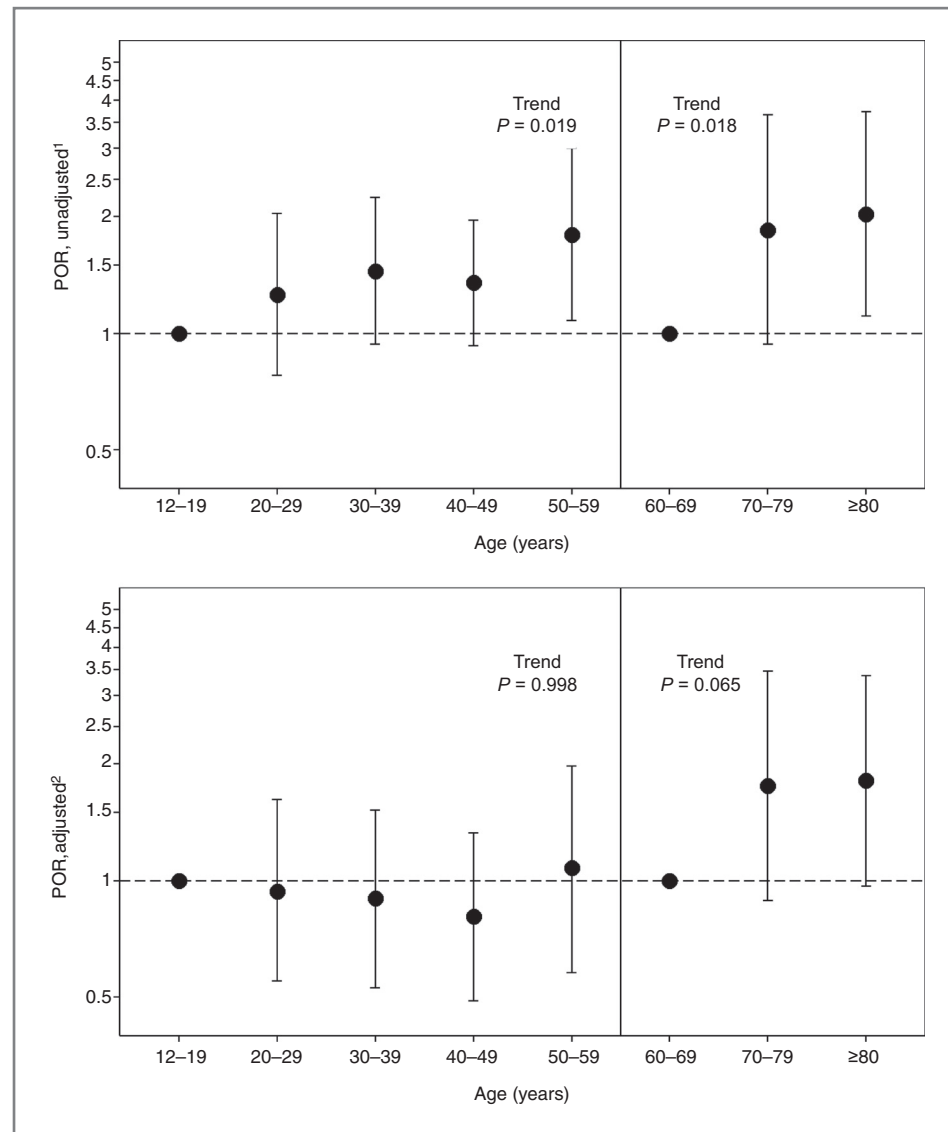 POR, unadjusted¹
5
4.5
4
3.5
3
2.5
2
1.5
1
0.5
Trend
P = 0.019
Trend
P = 0.018
12–19 20–29 30–39 40–49 50–59 60–69 70–79 ≥80
Age (years)
POR,adjusted²
5
4.5
4
3.5
3
2.5
2
1.5
1
0.5
Trend
P = 0.998
Trend
P = 0.065
12–19 20–29 30–39 40–49 50–59 60–69 70–79 ≥80
Age (years)